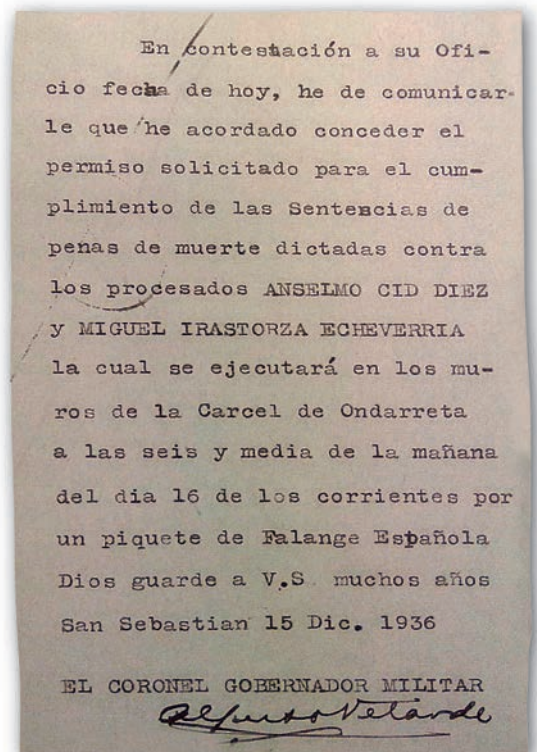 En contestación a su Ofi-
cio fecha de hoy, he de comunicar-
le que he acordado conceder el
permiso solicitado para el cum-
plimiento de las Sentencias de
penas de muerte dictadas contra
los procesados ANSELMO CID DIEZ
y MIGUEL IRASTORZA ECHEVERRIA
la cual se ejecutará en los mu-
ros de la Carcel de Ondarreta
a las seis y media de la mañana
del dia 16 de los corrientes por
un piquete de Falange Española
Dios guarde a V.S. muchos años
San Sebastian 15 Dic. 1936
EL CORONEL GOBERNADOR MILITAR
Alfonso Velarde